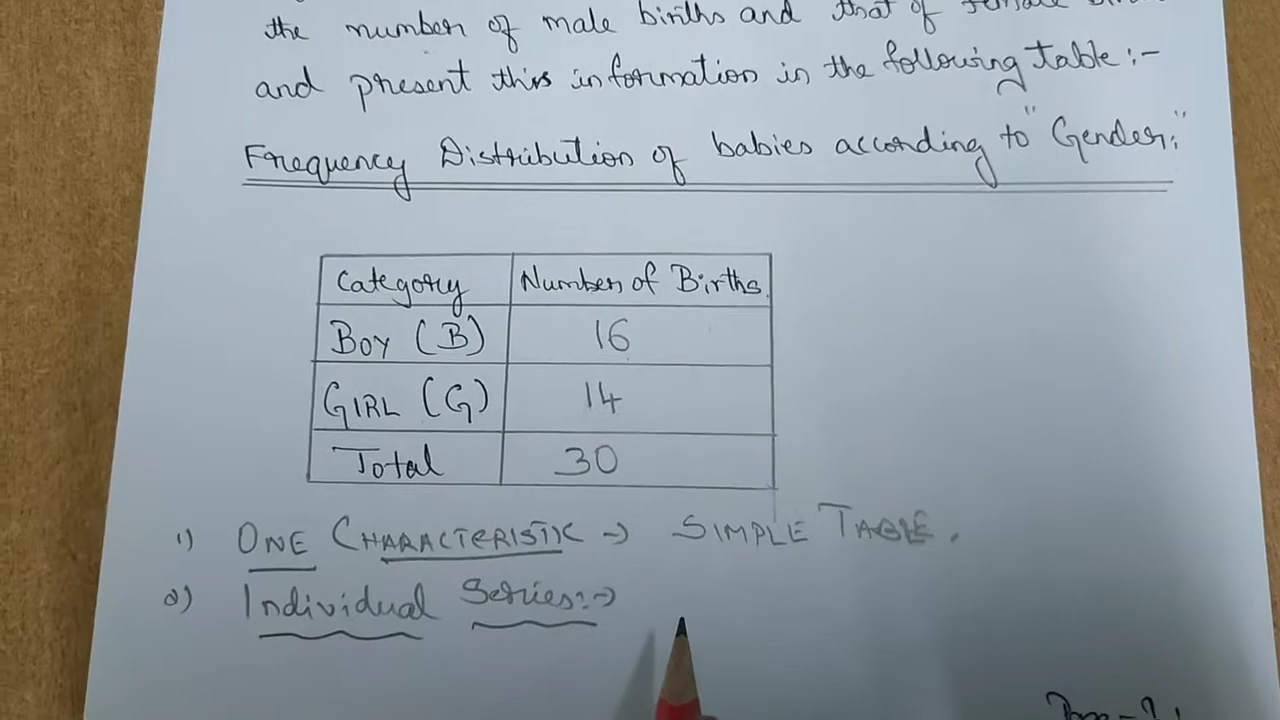 the number of male births and that of female
and present this information in the following table :-
Frequency Distribution of babies according to "Gender:"
Category Number of Births.
BOY (B) 16
GIRL (G) 14
Total 30
1) ONE CHARACTERISTIC → SIMPLE TABLE.
2) Individual Series:→